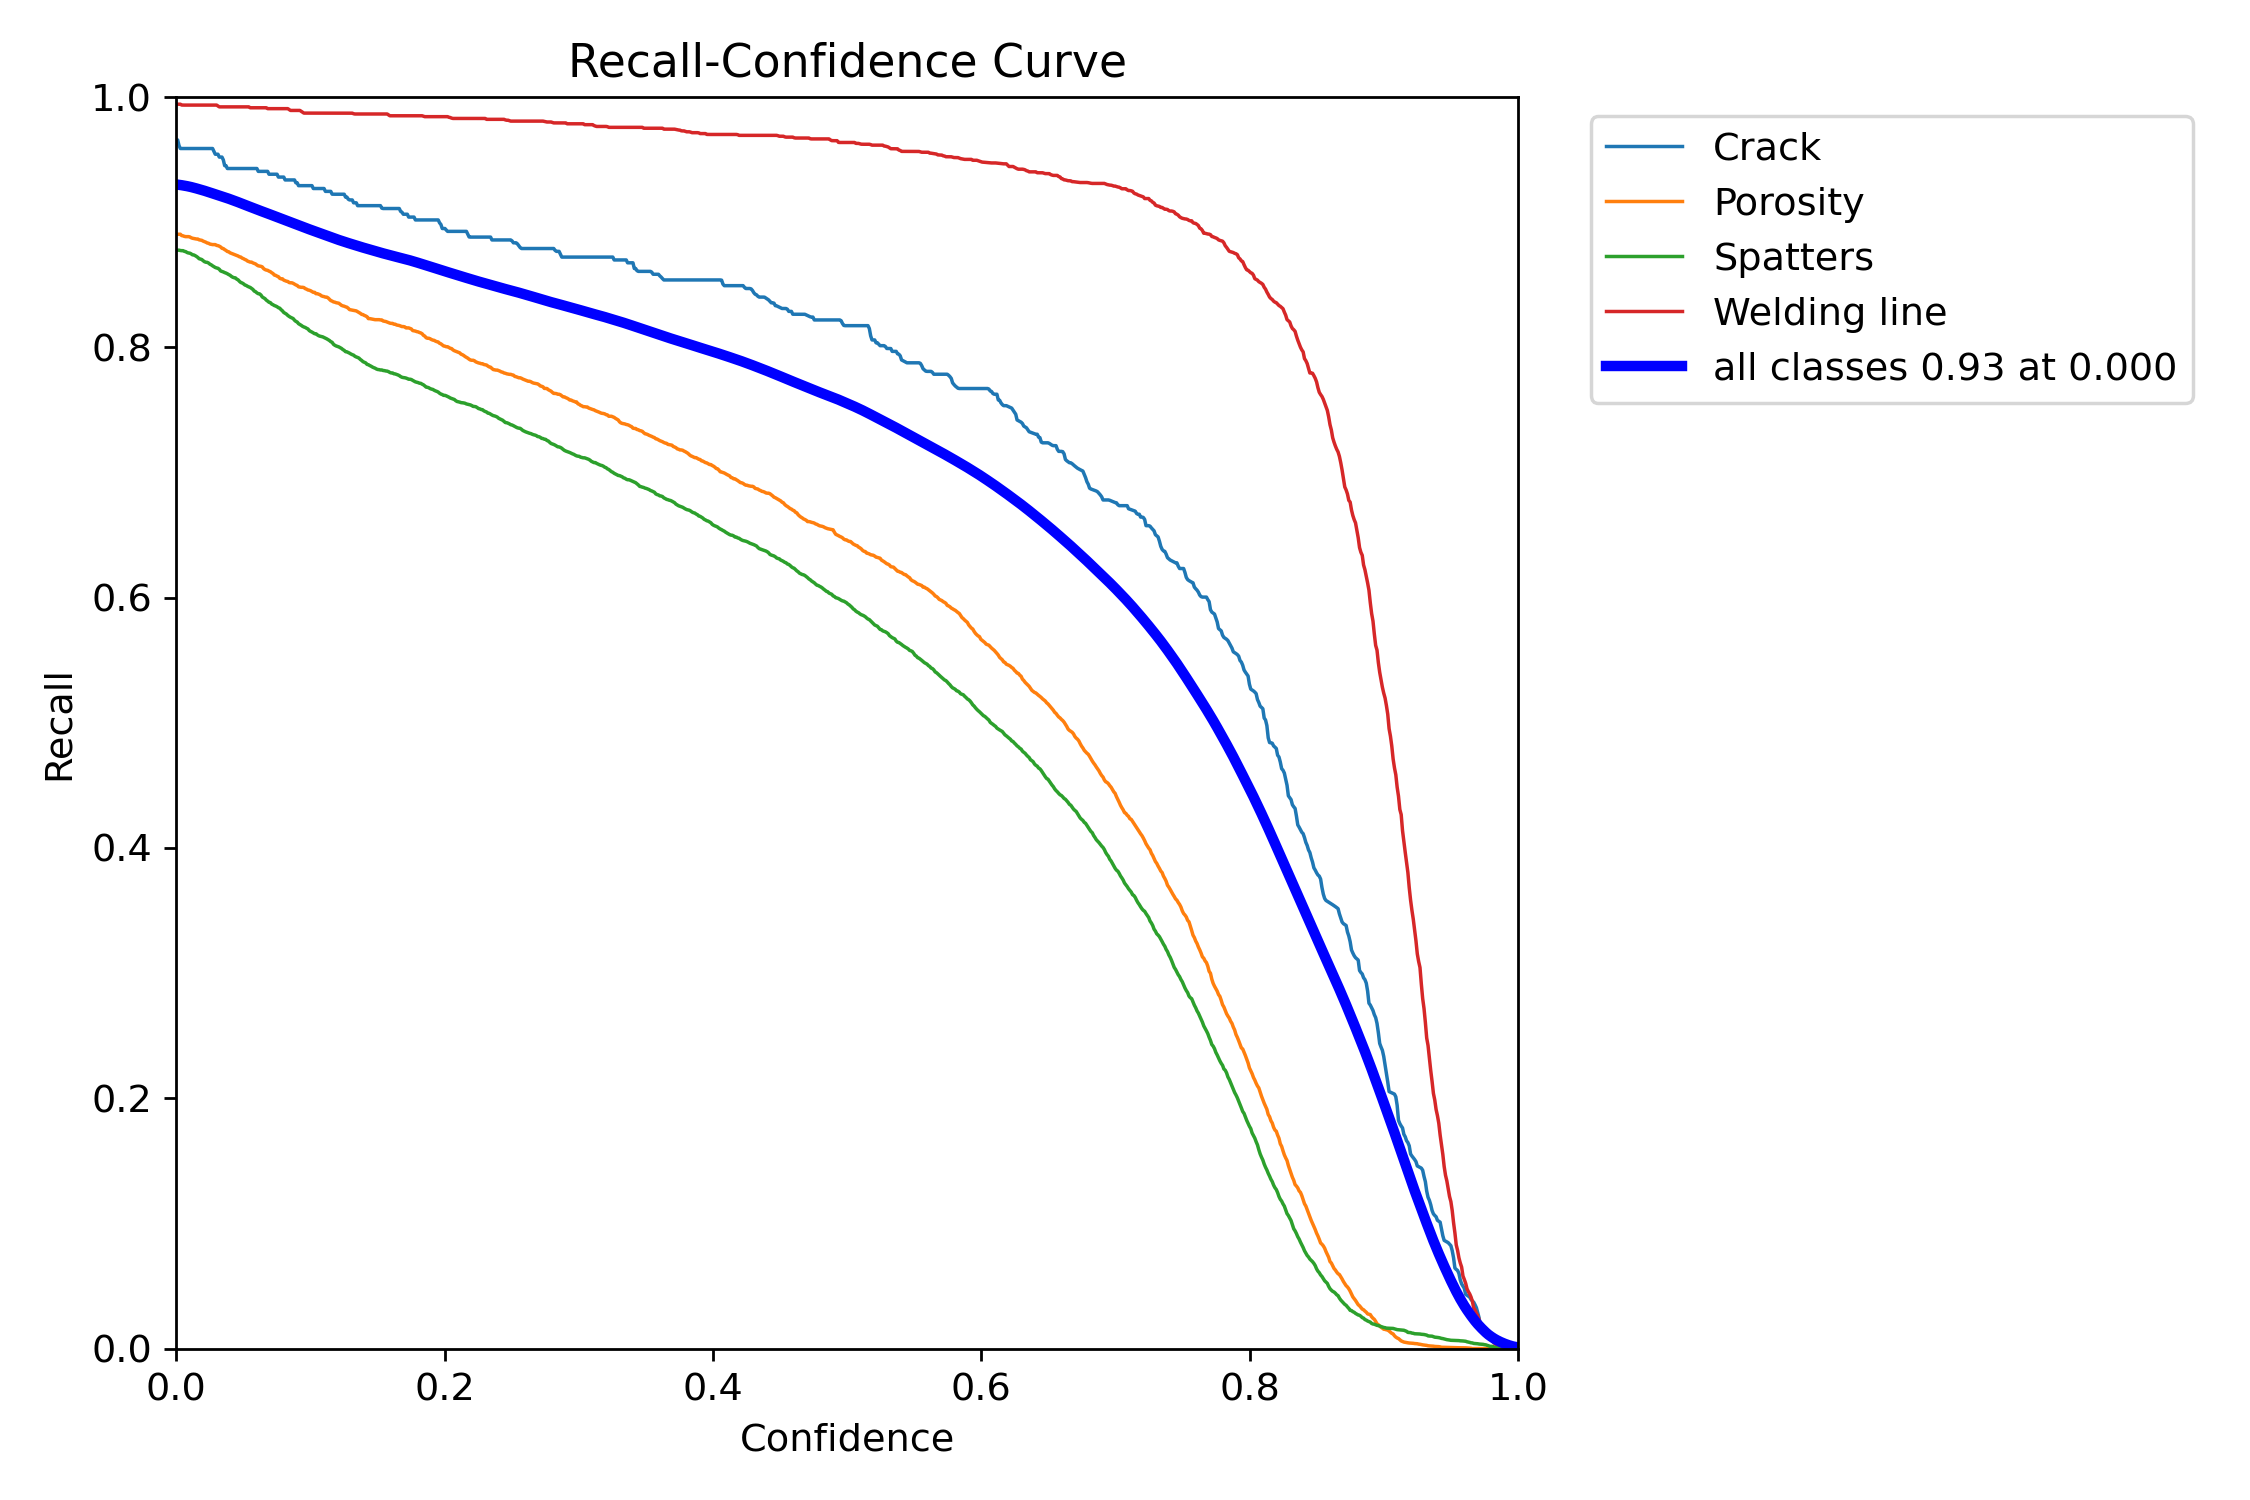 Recall-Confidence Curve
1.0
0.8
0.6
0.4
0.2
0.0
Recall
0.0 0.2 0.4 0.6 0.8 1.0
Confidence
Crack
Porosity
Spatters
Welding line
all classes 0.93 at 0.000